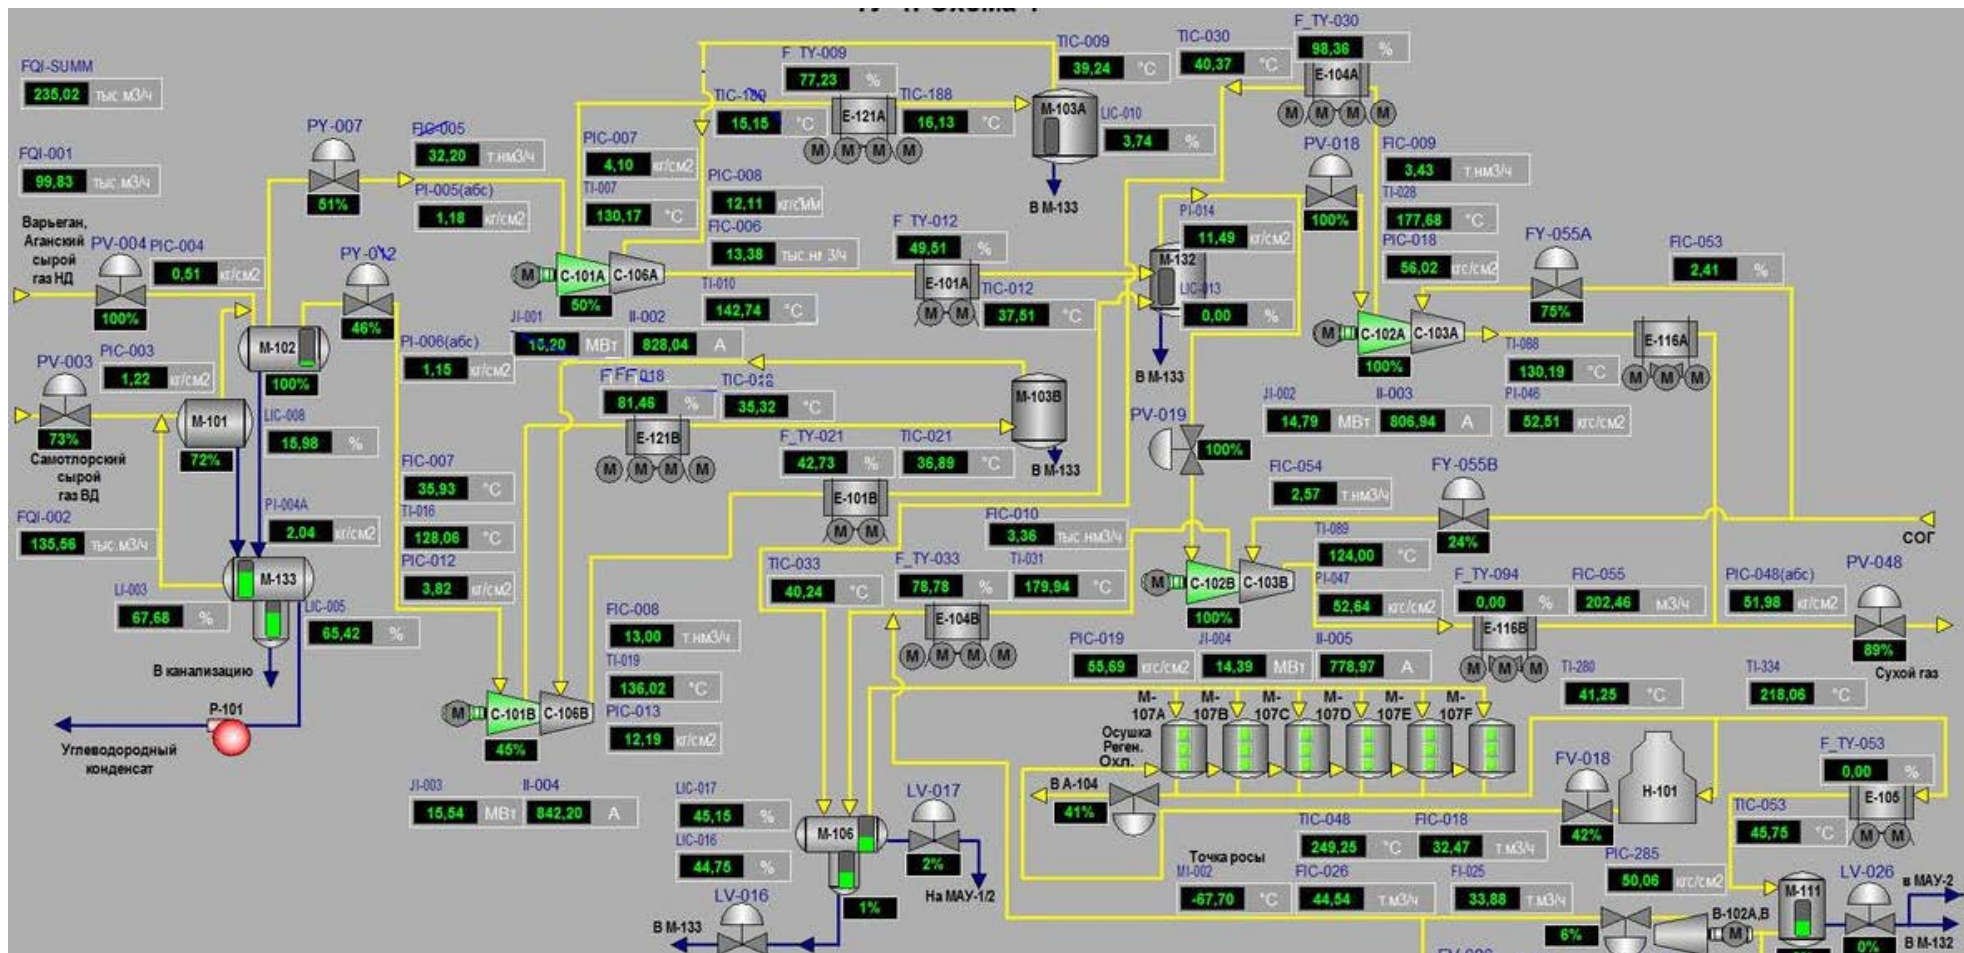 FQI-SUMM
235,02 тыс.м3/ч
FQI-001
99,83 тыс.м3/ч
Варьеган,
Аганский
сырой
газ НД
PV-004
100%
PIC-004
0,51 кг/см2
PV-003
73%
PIC-003
1,22 кг/см2
Самотлорский
сырой
газ ВД
FQI-002
135,56 тыс.м3/ч
M-101
72%
M-102
100%
LIC-008
15,98 %
PI-004A
2,04 кг/см2
M-133
LI-003
67,68 %
LIC-005
65,42 %
В канализацию
P-101
Углеводородный
конденсат
PY-007
51%
FIC-005
32,20 т.нм3/ч
PI-005(абс)
1,18 кг/см2
PY-012
46%
PI-006(абс)
1,15 кг/см2
FIC-007
35,93 °C
TI-016
128,06 °C
PIC-012
3,82 кг/см2
M
C-101A
C-106A
50%
JI-001
МВт
II-002
828,04 A
PIC-007
4,10 кг/см2
TI-007
130,17 °C
PIC-008
12,11
FIC-006
13,38
TI-010
142,74 °C
F_TY-009
77,23 %
15,15 °C
E-121A
M M M M
TIC-188
16,13 °C
TIC-009
39,24 °C
M-103A
LIC-010
3,74 %
В М-133
F_TY-012
49,51 %
E-101A
M M
TIC-012
37,51 °C
M-132
PI-014
11,49 кг/см2
LIC-013
0,00 %
В М-133
TIC-030
40,37 °C
F_TY-030
98,36 %
E-104A
M M M M
PV-018
100%
FIC-009
3,43 т.нм3/ч
TI-028
177,68 °C
PIC-018
56,02 кгс/см2
FY-055A
75%
FIC-053
2,41 %
M
C-102A
C-103A
100%
TI-088
130,19 °C
E-116A
M M M
JI-002
14,79 МВт
II-003
806,94 A
PI-046
52,51 кгс/см2
81,46 %
35,32 °C
E-121B
M M M M
M-103B
В М-133
F_TY-021
42,73 %
TIC-021
36,89 °C
E-101B
M M
PV-019
100%
FIC-054
2,57 т.нм3/ч
FY-055B
24%
СОГ
FIC-010
3,36 тыс.нм3/ч
TIC-033
40,24 °C
F_TY-033
78,78 %
TI-031
179,94 °C
E-104B
M M M M
M
C-102B
C-103B
100%
TI-089
124,00 °C
PI-047
52,64 кгс/см2
F_TY-094
0,00 %
FIC-055
202,46 м3/ч
PIC-048(абс)
51,98 кг/см2
PV-048
89%
Сухой газ
E-116B
M M M
PIC-019
55,69 кгс/см2
JI-004
14,39 МВт
II-005
778,97 A
TI-280
41,25 °C
TI-334
218,06 °C
FIC-008
13,00 т.нм3/ч
TI-019
136,02 °C
PIC-013
12,19 кг/см2
M
C-101B
C-106B
45%
JI-003
15,54 МВт
II-004
842,20 A
LIC-017
45,15 %
LIC-016
44,75 %
M-106
1%
LV-017
2%
На МАУ-1/2
LV-016
В М-133
M-107A
M-107B
M-107C
M-107D
M-107E
M-107F
Осушка
Реген.
Охл.
В А-104
41%
FV-018
42%
H-101
F_TY-053
0,00 %
E-105
M M
TIC-053
45,75 °C
TIC-048
249,25 °C
FIC-018
32,47 т.м3/ч
Точка росы
MI-002
-67,70 °C
FIC-026
44,54 т.м3/ч
FI-025
33,88 т.м3/ч
PIC-285
50,06 кгс/см2
6%
B-102A,B
M
M-111
LV-026
0%
в МАУ-2
В М-132